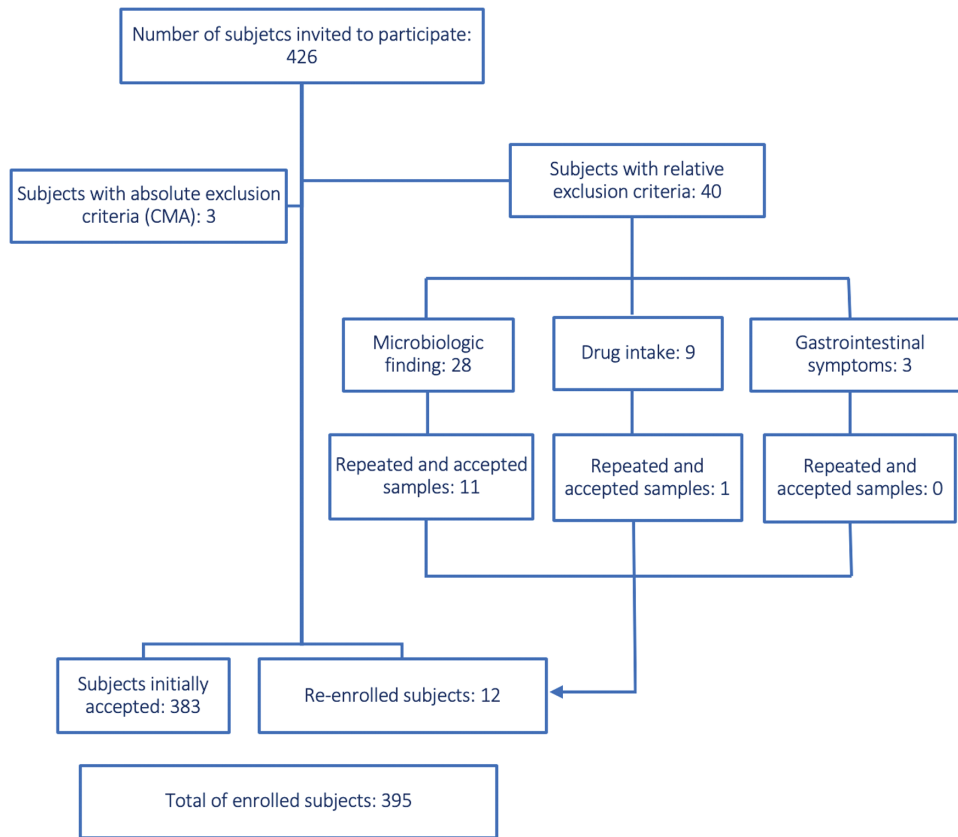 Number of subjetcs invited to participate:
426
Subjects with absolute exclusion
criteria (CMA): 3
Subjects with relative
exclusion criteria: 40
Microbiologic
finding: 28
Drug intake: 9
Gastrointestinal
symptoms: 3
Repeated and accepted
samples: 11
Repeated and
accepted samples: 1
Repeated and
accepted samples: 0
Subjects initially
accepted: 383
Re-enrolled subjects: 12
Total of enrolled subjects: 395